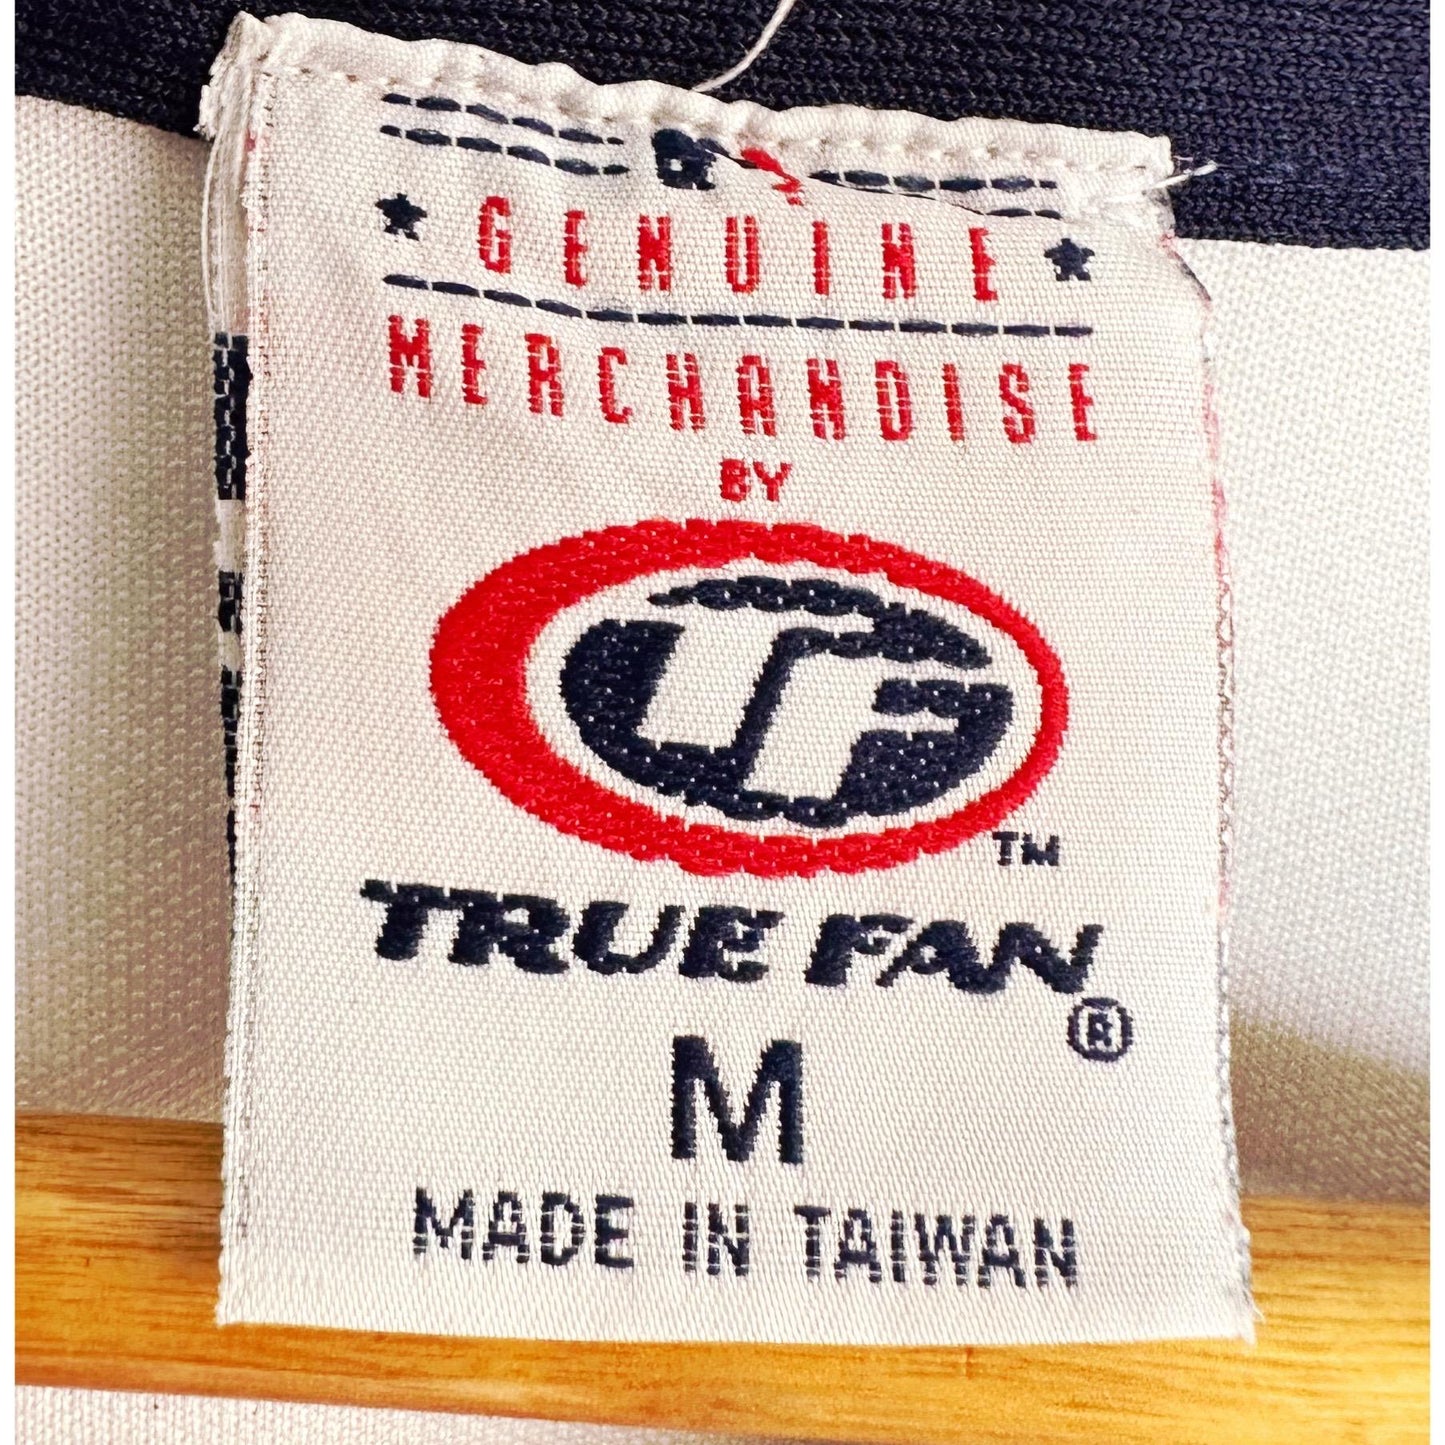 GENUINE
MERCHANDISE
BY
TF
TM
TRUE FAN
®
M
MADE IN TAIWAN